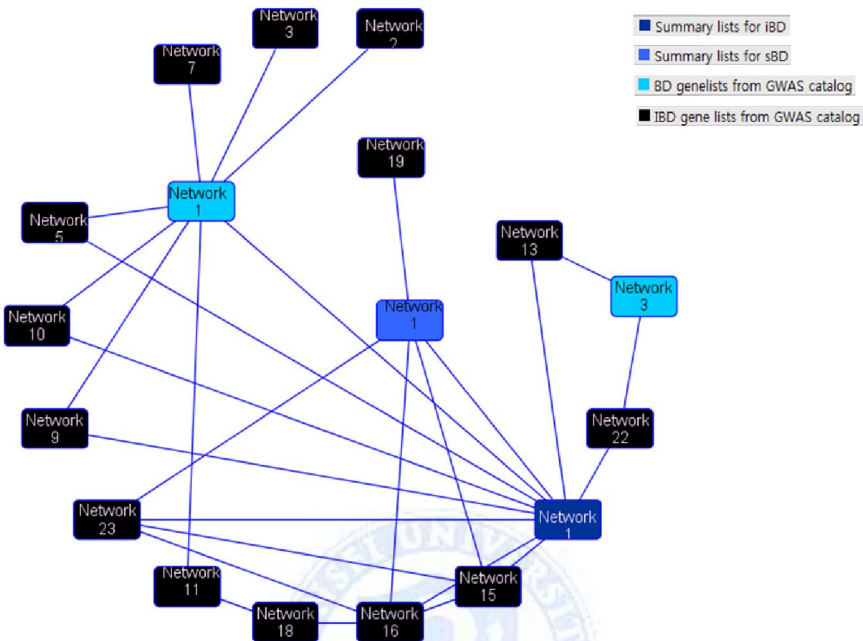 Network
3
Network
2
Network
7
Summary lists for iBD
Summary lists for sBD
BD genelists from GWAS catalog
IBD gene lists from GWAS catalog
Network
19
Network
1
Network
5
Network
13
Network
3
Network
1
Network
10
Network
9
Network
22
Network
23
Network
1
Network
11
Network
15
Network
18
Network
16